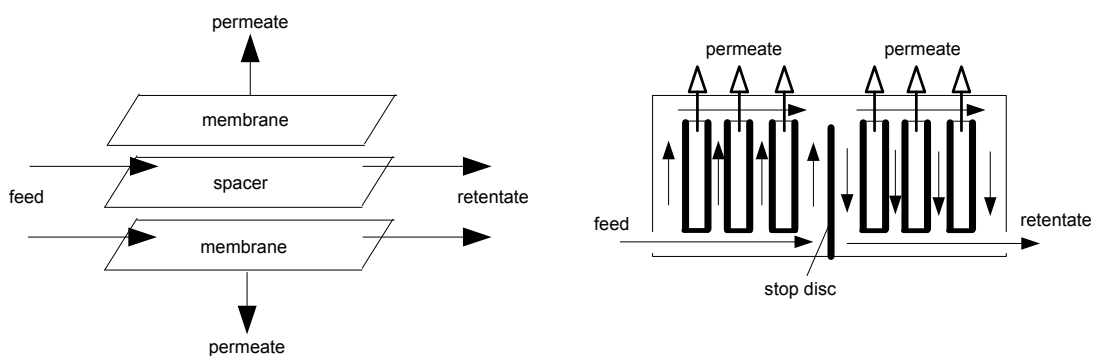 permeate
membrane
spacer
feed
retentate
membrane
permeate
permeate
permeate
feed
retentate
stop disc